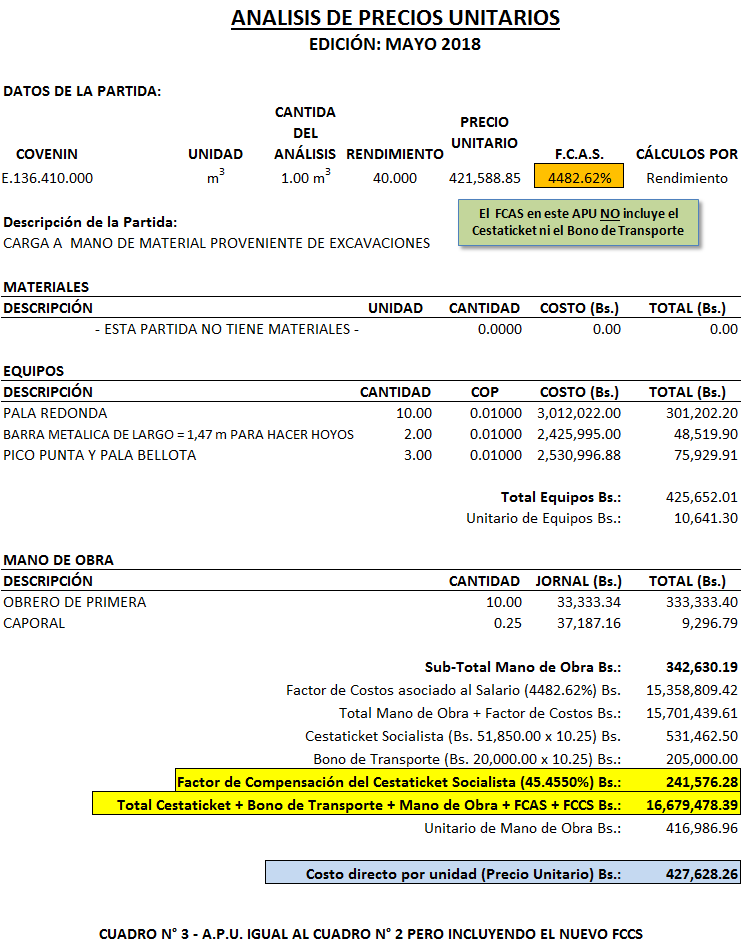 ANALISIS DE PRECIOS UNITARIOS
EDICIÓN: MAYO 2018
DATOS DE LA PARTIDA:
COVENIN UNIDAD CANTIDA DEL ANÁLISIS RENDIMIENTO PRECIO UNITARIO F.C.A.S. CÁLCULOS POR
E.136.410.000 m3 1.00 m3 40.000 421,588.85 4482.62% Rendimiento
El FCAS en este APU NO incluye el
Cestaticket ni el Bono de Transporte
Descripción de la Partida:
CARGA A MANO DE MATERIAL PROVENIENTE DE EXCAVACIONES
MATERIALES
DESCRIPCIÓN UNIDAD CANTIDAD COSTO (Bs.) TOTAL (Bs.)
- ESTA PARTIDA NO TIENE MATERIALES - 0.0000 0.00 0.00
EQUIPOS
DESCRIPCIÓN CANTIDAD COP COSTO (Bs.) TOTAL (Bs.)
PALA REDONDA 10.00 0.01000 3,012,022.00 301,202.20
BARRA METALICA DE LARGO = 1,47 m PARA HACER HOYOS 2.00 0.01000 2,425,995.00 48,519.90
PICO PUNTA Y PALA BELLOTA 3.00 0.01000 2,530,996.88 75,929.91
Total Equipos Bs.: 425,652.01
Unitario de Equipos Bs.: 10,641.30
MANO DE OBRA
DESCRIPCIÓN CANTIDAD JORNAL (Bs.) TOTAL (Bs.)
OBRERO DE PRIMERA 10.00 33,333.34 333,333.40
CAPORAL 0.25 37,187.16 9,296.79
Sub-Total Mano de Obra Bs.: 342,630.19
Factor de Costos asociado al Salario (4482.62%) Bs. 15,358,809.42
Total Mano de Obra + Factor de Costos Bs.: 15,701,439.61
Cestaticket Socialista (Bs. 51,850.00 x 10.25) Bs. 531,462.50
Bono de Transporte (Bs. 20,000.00 x 10.25) Bs. 205,000.00
Factor de Compensación del Cestaticket Socialista (45.4550%) Bs.: 241,576.28
Total Cestaticket + Bono de Transporte + Mano de Obra + FCAS + FCCS Bs.: 16,679,478.39
Unitario de Mano de Obra Bs.: 416,986.96
Costo directo por unidad (Precio Unitario) Bs.: 427,628.26
CUADRO N° 3 - A.P.U. IGUAL AL CUADRO N° 2 PERO INCLUYENDO EL NUEVO FCCS